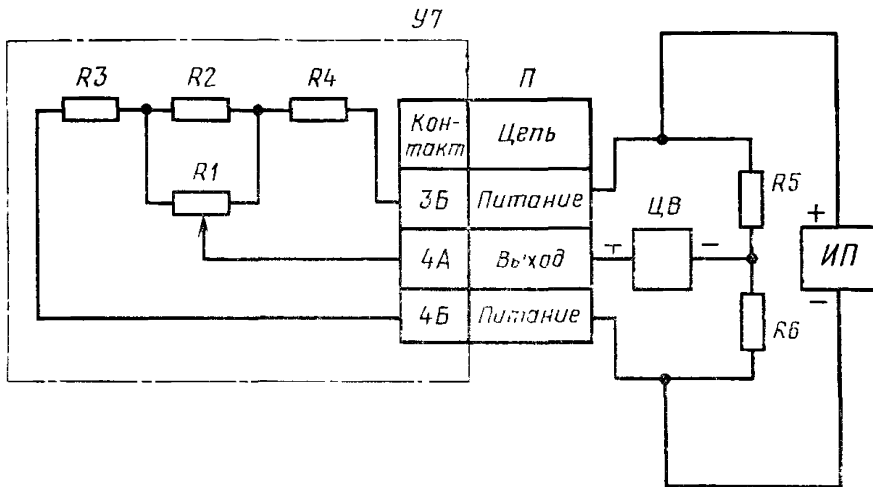 У7
R3 R2 R4
R1
П
Кон-
такт
Цепь
3Б Питание
4А Выход
4Б Питание
ЦВ
+ −
R5
R6
+
ИП
−